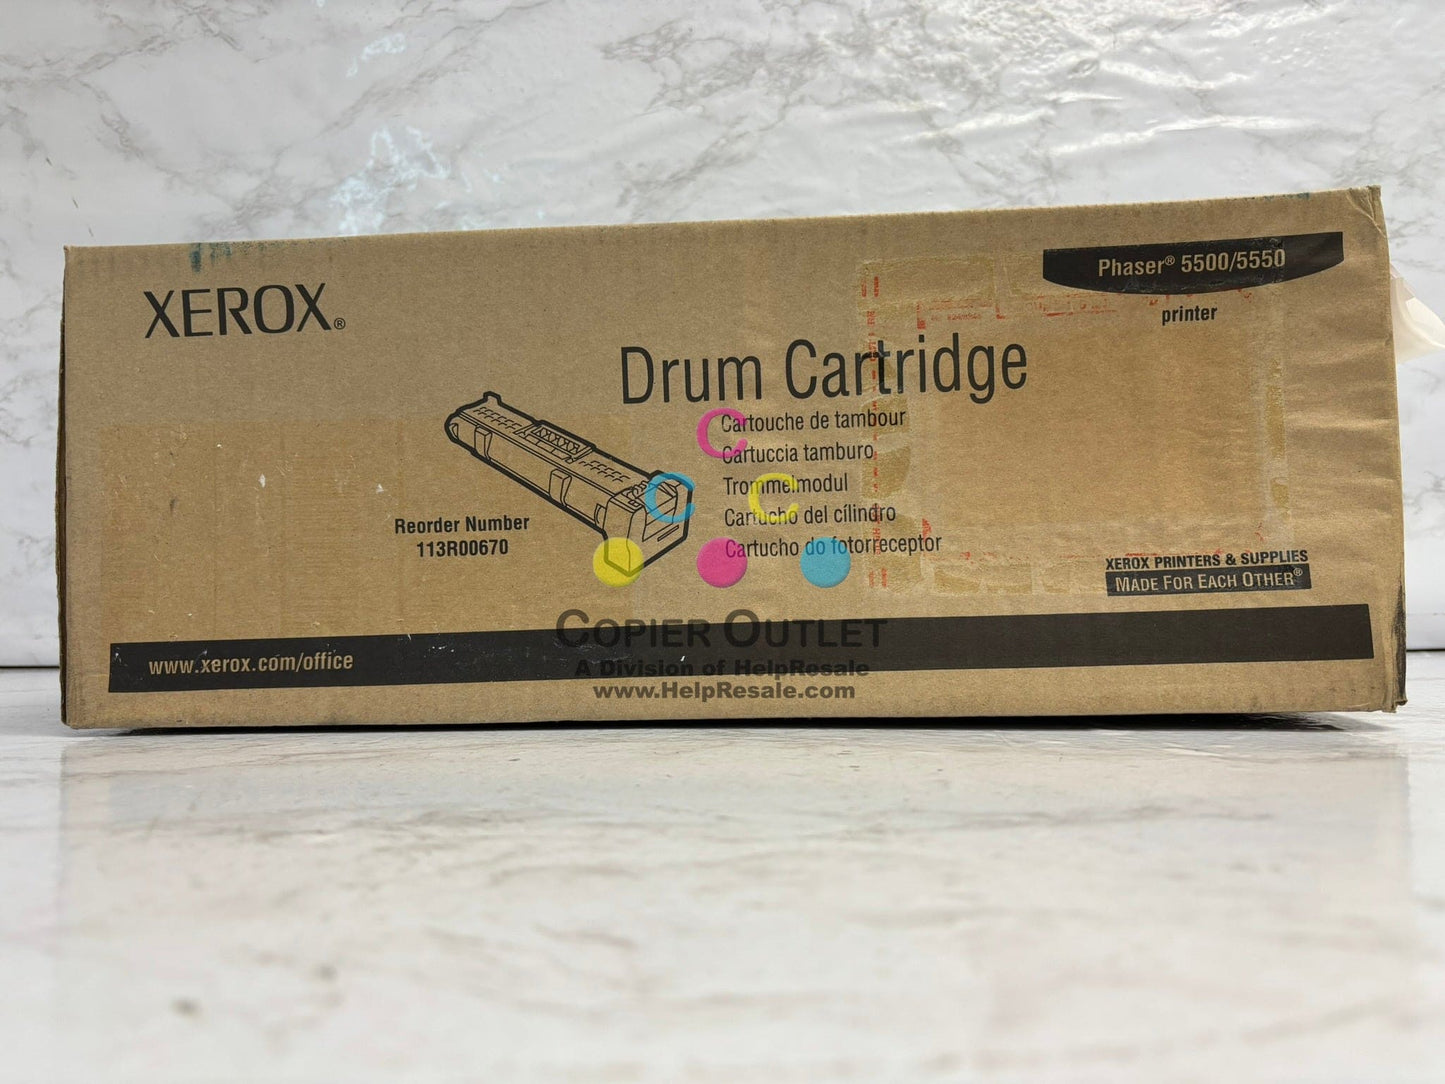 XEROX®
Phaser® 5500/5550
printer
Drum Cartridge
Cartouche de tambour
Cartuccia tamburo
Trommelmodul
Cartucho del cílindro
Cartucho do fotorreceptor
Reorder Number
113R00670
XEROX PRINTERS & SUPPLIES
MADE FOR EACH OTHER®
www.xerox.com/office
COPIER OUTLET
A Division of HelpResale
www.HelpResale.com